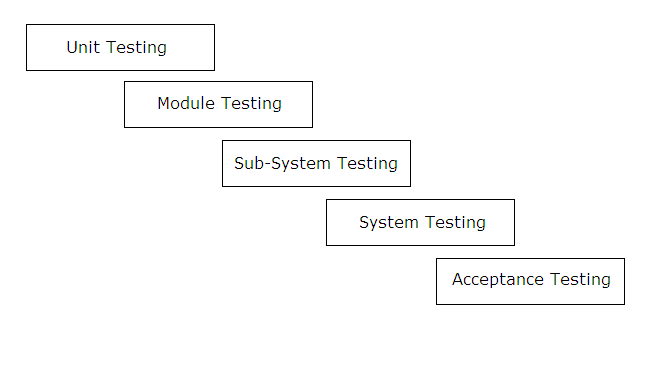 Unit Testing
Module Testing
Sub-System Testing
System Testing
Acceptance Testing